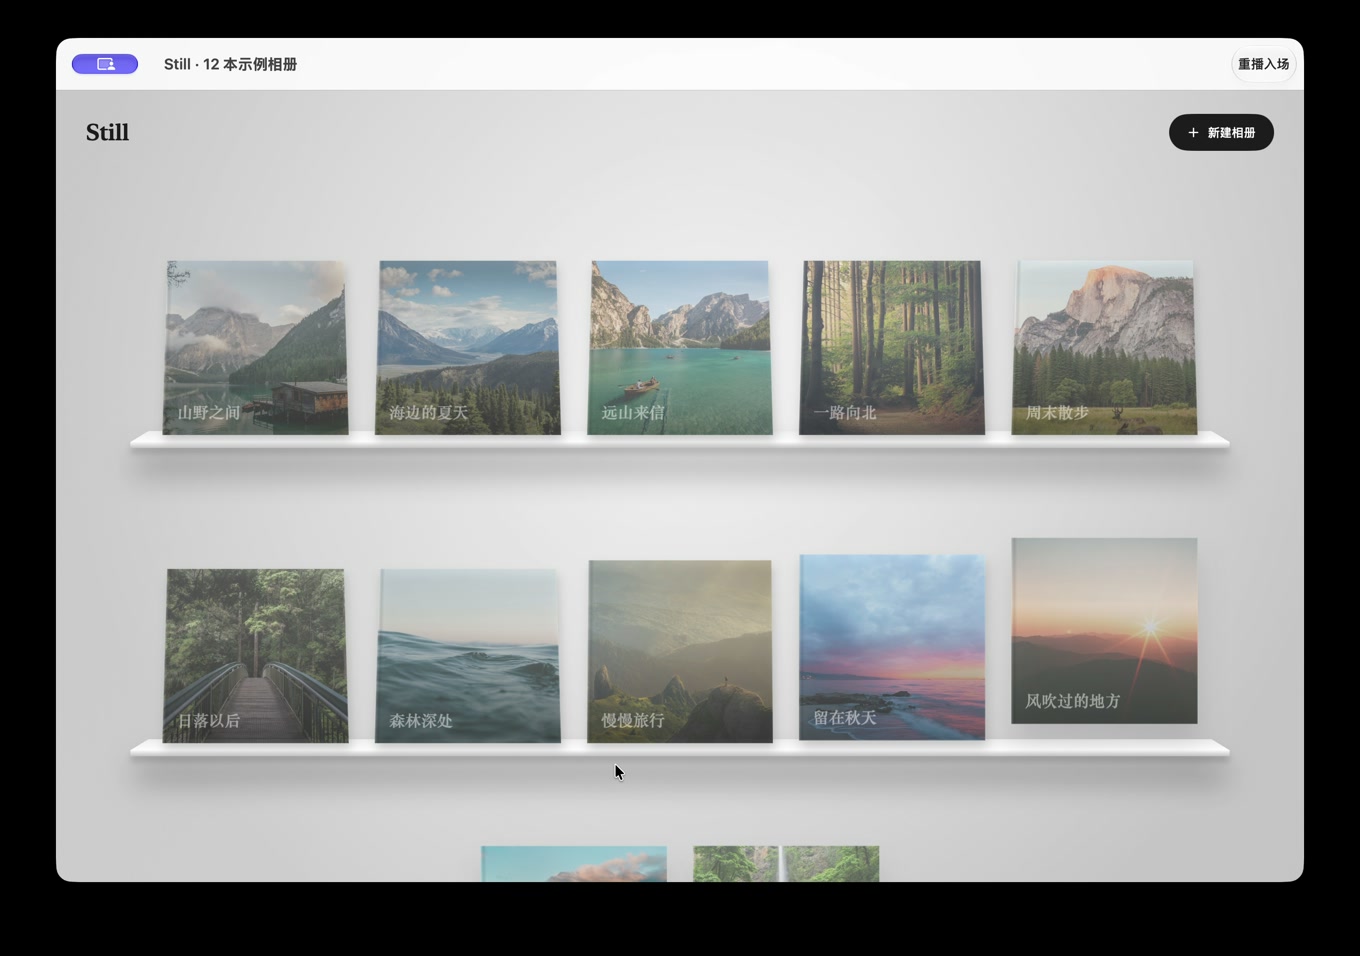 Still · 12 本示例相册
重播入场
Still
+ 新建相册
山野之间
海边的夏天
远山来信
一路向北
周末散步
日落以后
森林深处
慢慢旅行
留在秋天
风吹过的地方